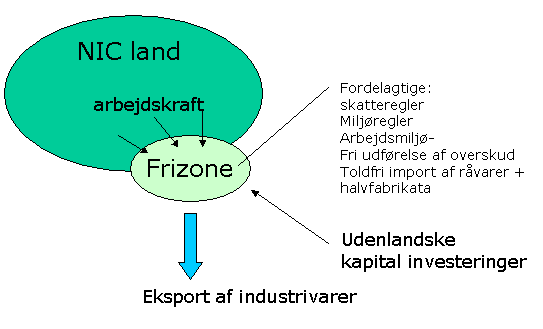 NIC land
arbejdskraft
Frizone
Fordelagtige:
skatteregler
Miljøregler
Arbejdsmiljø-
Fri udførelse af overskud
Toldfri import af råvarer +
halvfabrikata
Udenlandske
kapital investeringer
Eksport af industrivarer